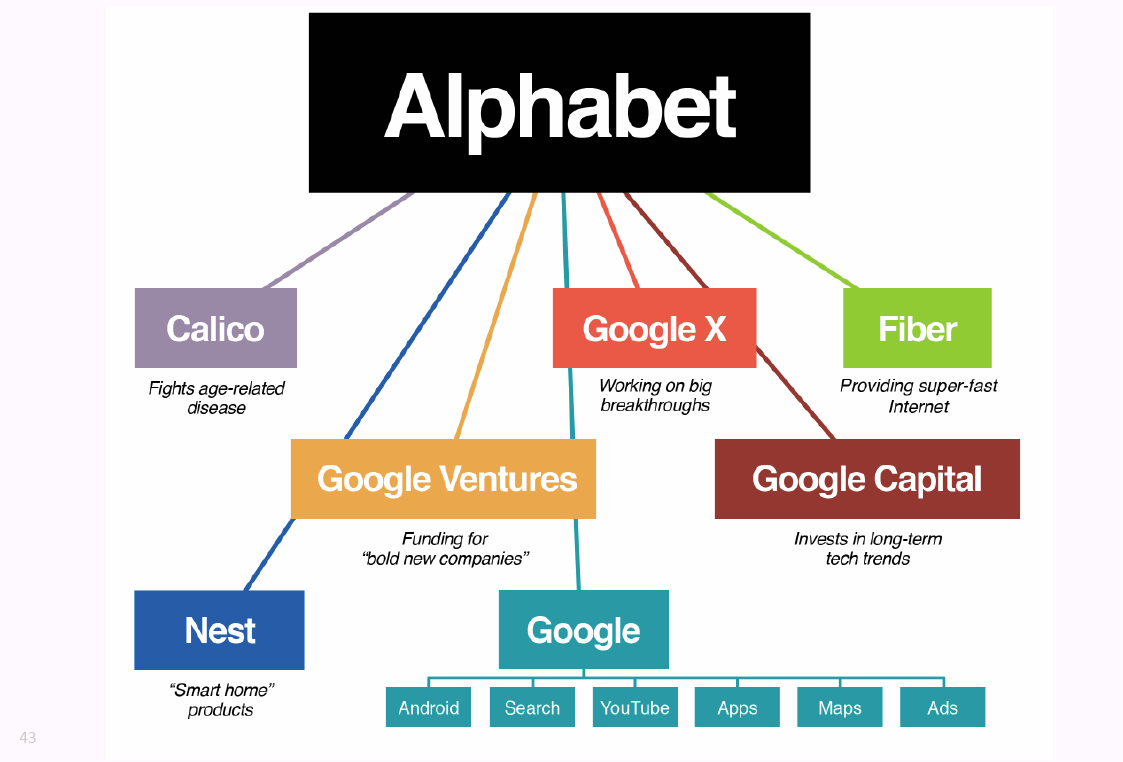 Alphabet
Calico
Google X
Fiber
Fights age-related
disease
Working on big
breakthroughs
Providing super-fast
Internet
Google Ventures
Google Capital
Funding for
“bold new companies”
Invests in long-term
tech trends
Nest
Google
“Smart home”
products
Android
Search
YouTube
Apps
Maps
Ads
43